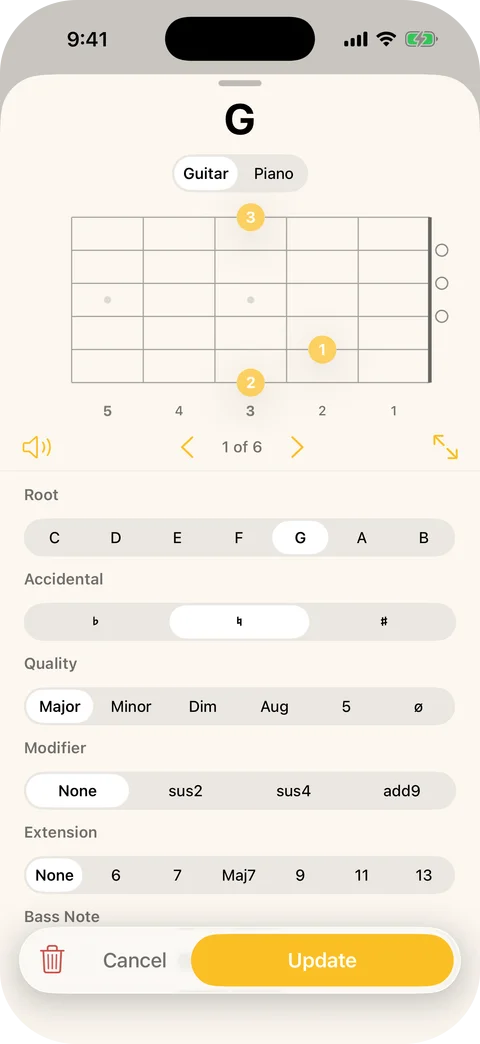 9:41
G
Guitar Piano
3
1
2
5 4 3 2 1
1 of 6
Root
C D E F G A B
Accidental
♭ ♮ ♯
Quality
Major Minor Dim Aug 5 ø
Modifier
None sus2 sus4 add9
Extension
None 6 7 Maj7 9 11 13
Bass Note
Cancel Update